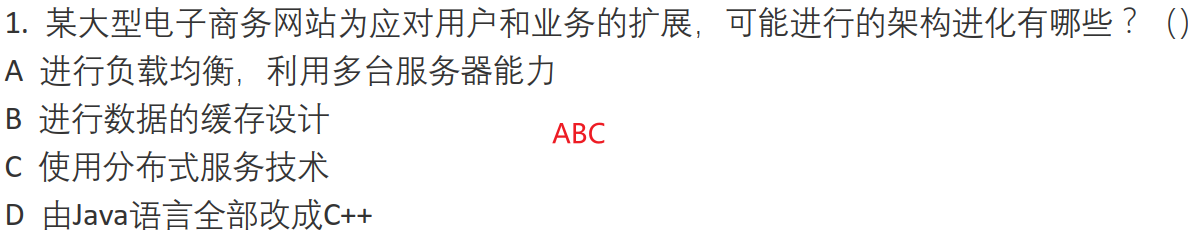 1. 某大型电子商务网站为应对用户和业务的扩展，可能进行的架构进化有哪些？（）
A 进行负载均衡，利用多台服务器能力
B 进行数据的缓存设计
ABC
C 使用分布式服务技术
D 由Java语言全部改成C++